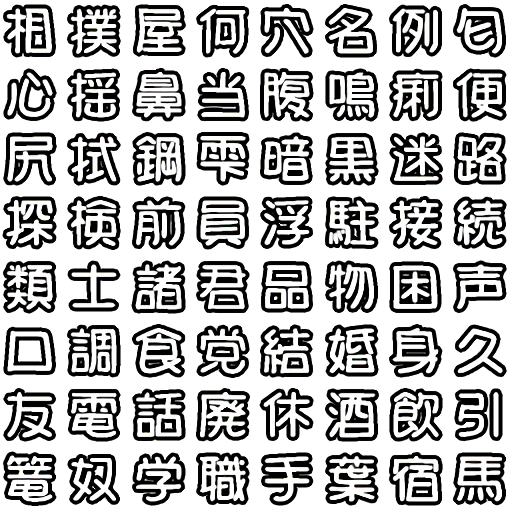 相撲屋何穴名例匂
心揺鼻当腹鳴痢便
尻拭鋼雫暗黒迷路
探検前員浮駐接続
類士諸君品物困声
口調食党結婚身久
友電話廃休酒飲引
篭奴学職手葉宿馬